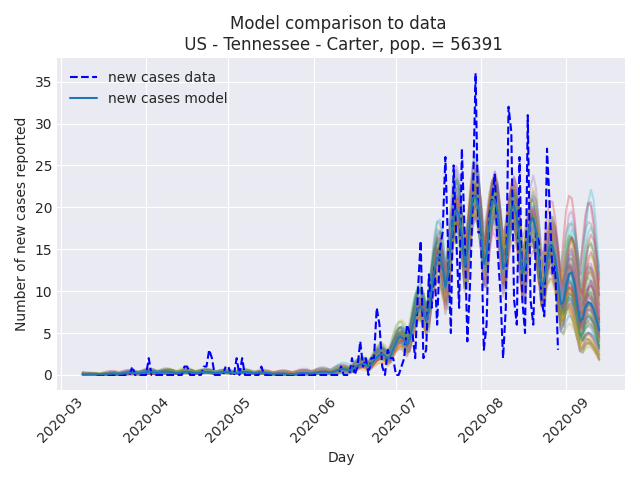 Model comparison to data
US - Tennessee - Carter, pop. = 56391
new cases data
new cases model
Number of new cases reported
35
30
25
20
15
10
5
0
2020-03
2020-04
2020-05
2020-06
2020-07
2020-08
2020-09
Day